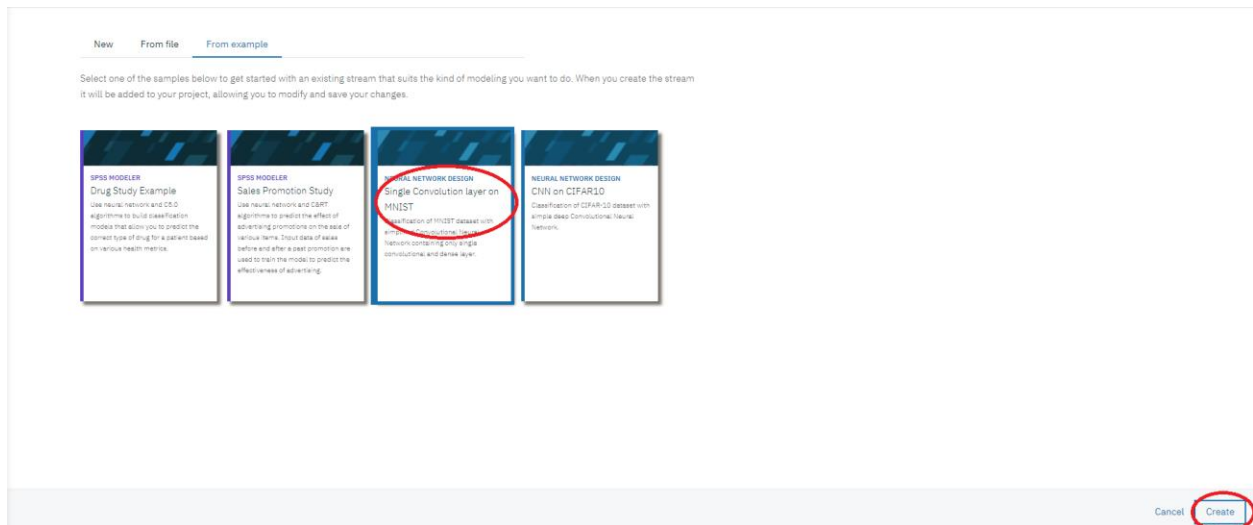 New From file From example
Select one of the samples below to get started with an existing stream that suits the kind of modeling you want to do. When you create the stream
it will be added to your project, allowing you to modify and save your changes.
SPSS MODELER
Drug Study Example
Use neural network and C5.0
algorithms to build classification
models that allow you to predict the
correct type of drug for a patient based
on various health metrics.
SPSS MODELER
Sales Promotion Study
Use neural network and C&RT
algorithms to predict the effect of
advertising promotions on the sale of
various items. Input data of sales
before and after a past promotion are
used to train the model to predict the
effectiveness of advertising.
NEURAL NETWORK DESIGN
Single Convolution layer on
MNIST
Classification of MNIST dataset with
simple Convolutional Neural
Network containing only single
convolutional and dense layer.
NEURAL NETWORK DESIGN
CNN on CIFAR10
Classification of CIFAR-10 dataset with
simple deep Convolutional Neural
Network.
Cancel Create